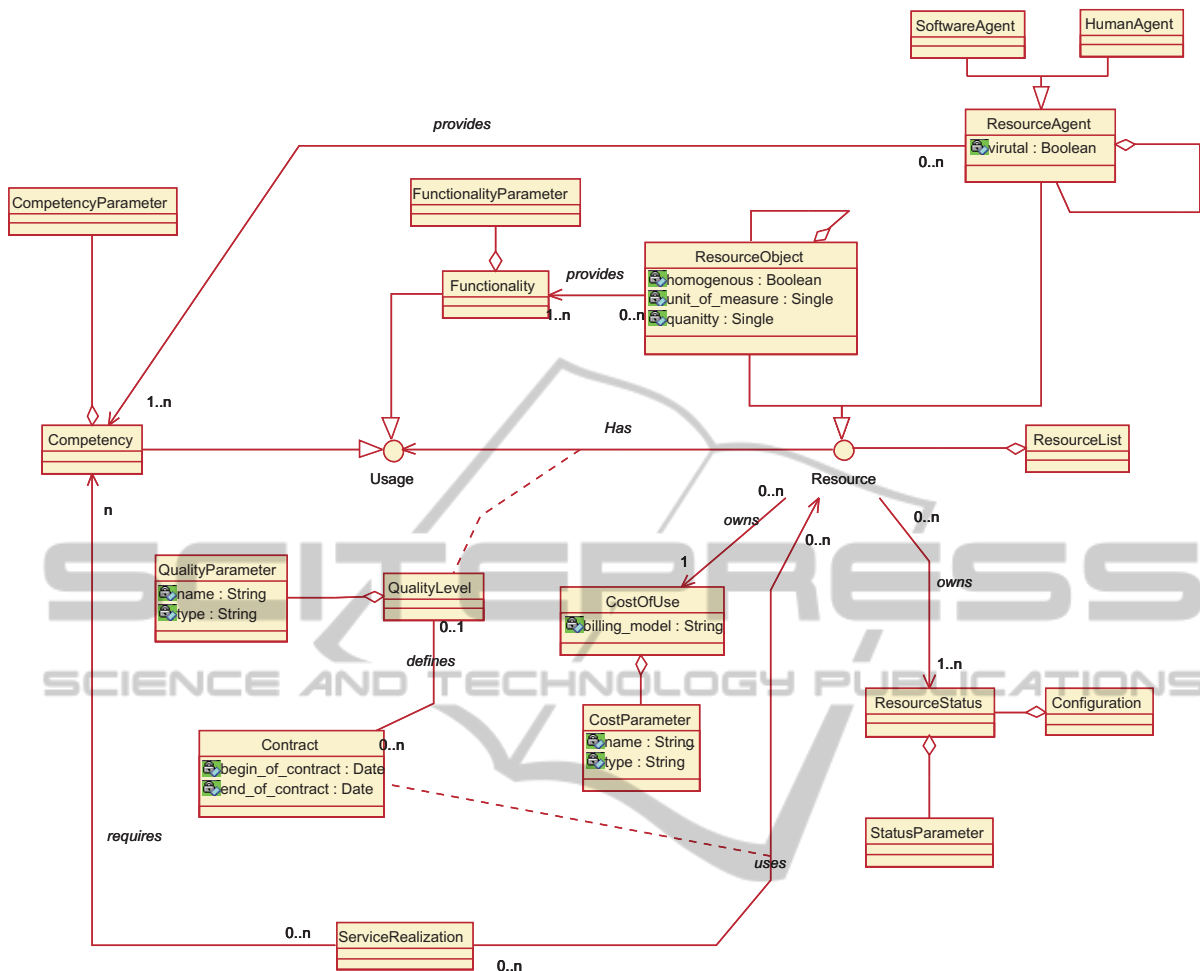 SoftwareAgent
HumanAgent
ResourceAgent
virutal : Boolean
0..n
provides
CompetencyParameter
FunctionalityParameter
ResourceObject
homogenous : Boolean
unit_of_measure : Single
quanitty : Single
Functionality
provides
1..n
0..n
1..n
Competency
Has
ResourceList
Usage
Resource
n
0..n
owns
0..n
0..n
1
owns
QualityParameter
name : String
type : String
QualityLevel
0..1
CostOfUse
billing_model : String
SCITEPRESS
SCIENCE AND TECHNOLOGY PUBLICATIONS
defines
1..n
ResourceStatus
Configuration
CostParameter
name : String
type : String
Contract
0..n
begin_of_contract : Date
end_of_contract : Date
StatusParameter
requires
uses
0..n
ServiceRealization
0..n